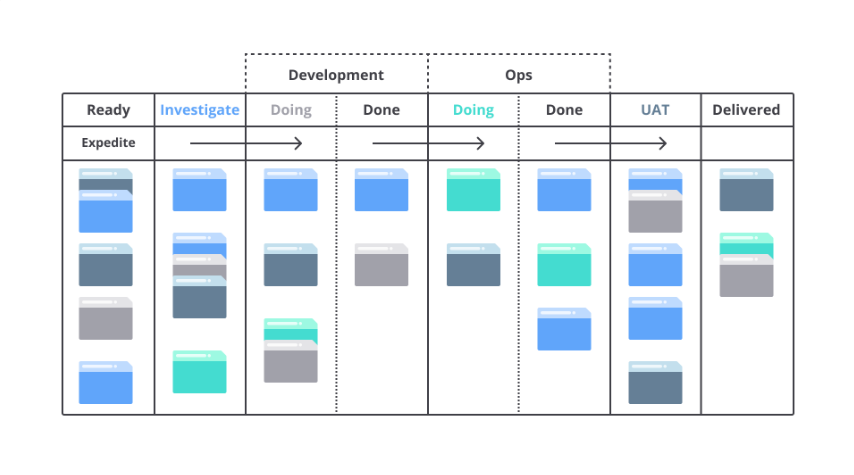 Development Ops
Ready Investigate Doing Done Doing Done UAT Delivered
Expedite